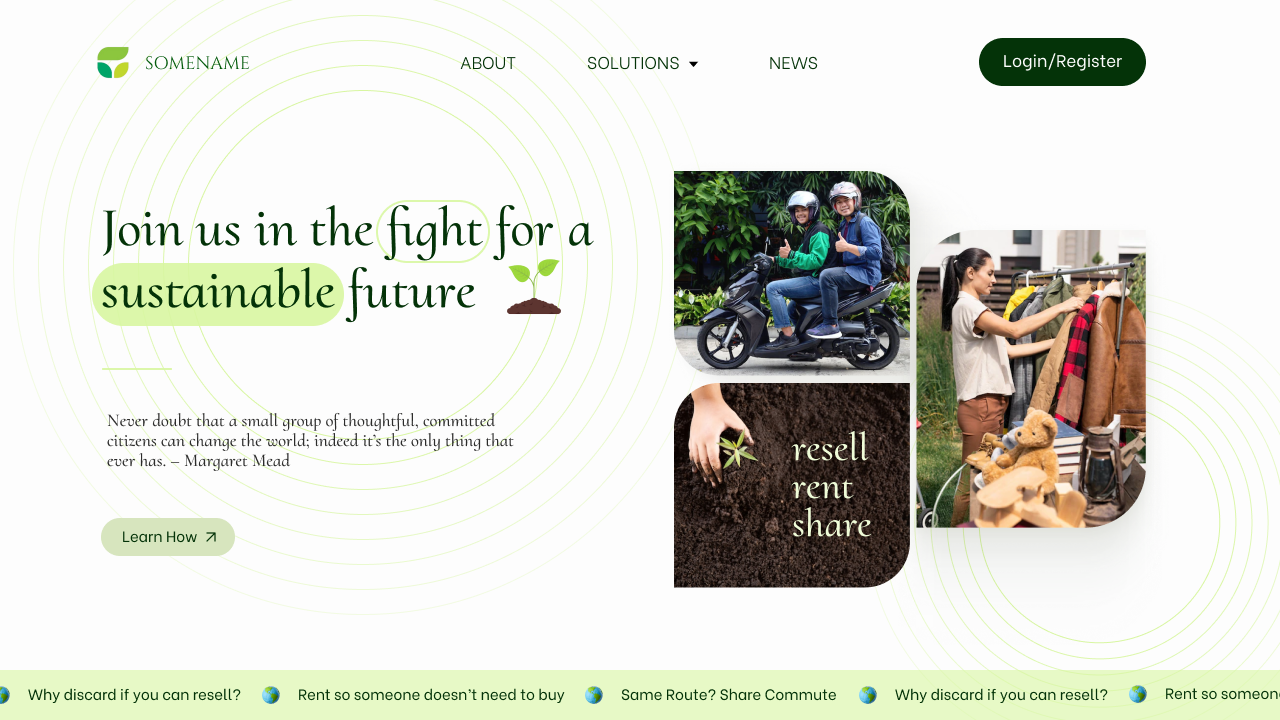 SOMENAME
ABOUT
SOLUTIONS
NEWS
Login/Register
Join us in the fight for a
sustainable future
Never doubt that a small group of thoughtful, committed
citizens can change the world; indeed it's the only thing that
ever has. – Margaret Mead
Learn How
resell
rent
share
Why discard if you can resell? Rent so someone doesn't need to buy Same Route? Share Commute Why discard if you can resell? Rent so someon